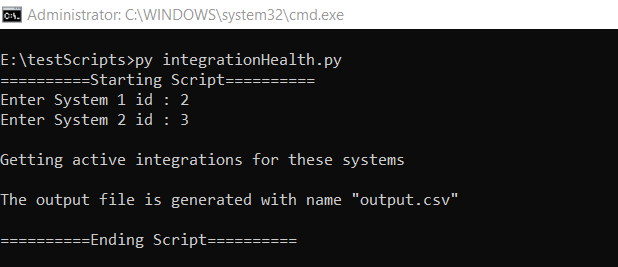 Administrator: C:\WINDOWS\system32\cmd.exe
E:\testScripts>py integrationHealth.py
==========Starting Script==========
Enter System 1 id : 2
Enter System 2 id : 3
Getting active integrations for these systems
The output file is generated with name "output.csv"
==========Ending Script==========